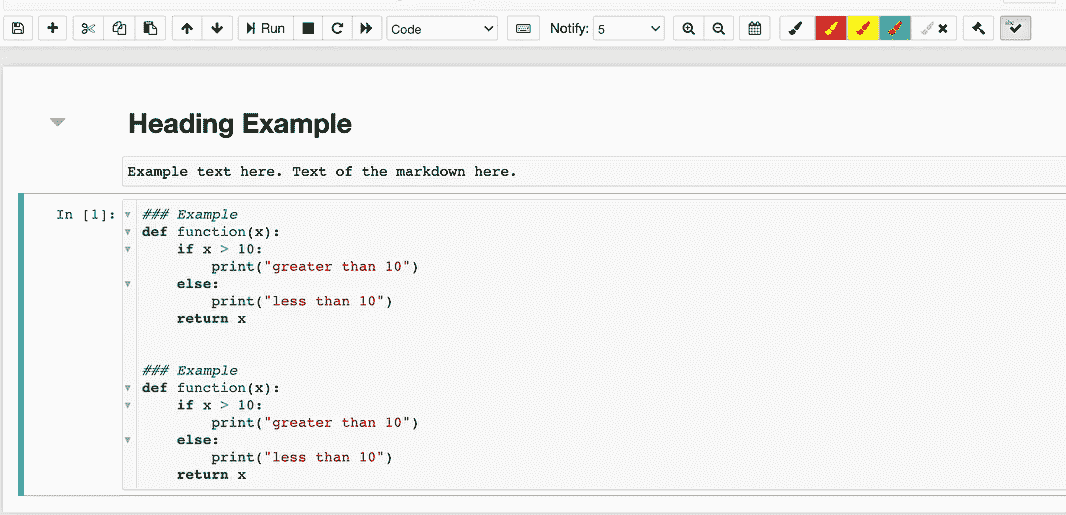 Run Code Notify: 5
abc
Heading Example
Example text here. Text of the markdown here.
In [1]: ### Example
def function(x):
    if x > 10:
        print("greater than 10")
    else:
        print("less than 10")
    return x
### Example
def function(x):
    if x > 10:
        print("greater than 10")
    else:
        print("less than 10")
    return x